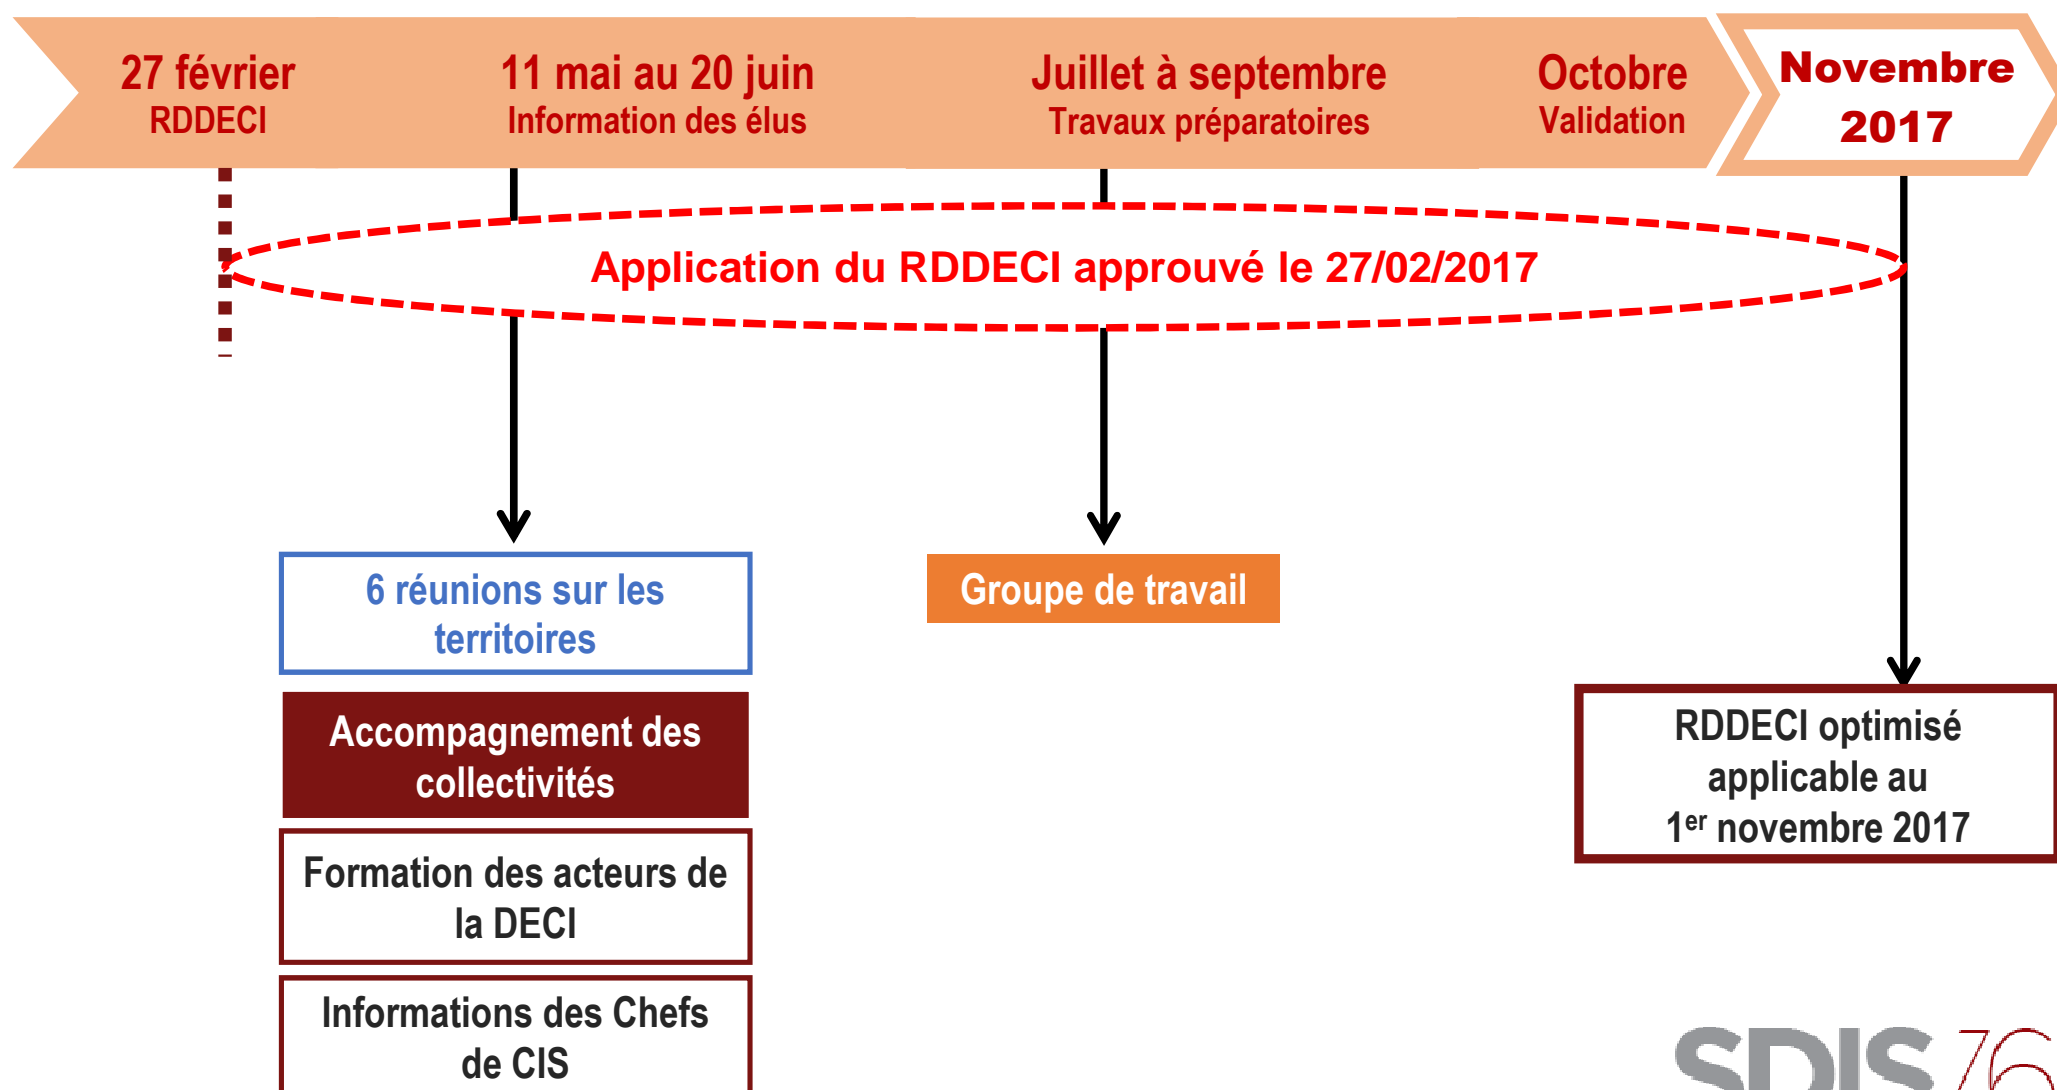 27 février
RDDECI
11 mai au 20 juin
Information des élus
Juillet à septembre
Travaux préparatoires
Octobre
Validation
Novembre
2017
Application du RDDECI approuvé le 27/02/2017
6 réunions sur les
territoires
Accompagnement des
collectivités
Formation des acteurs de
la DECI
Informations des Chefs
de CIS
Groupe de travail
RDDECI optimisé
applicable au
1er novembre 2017
SDIS 76